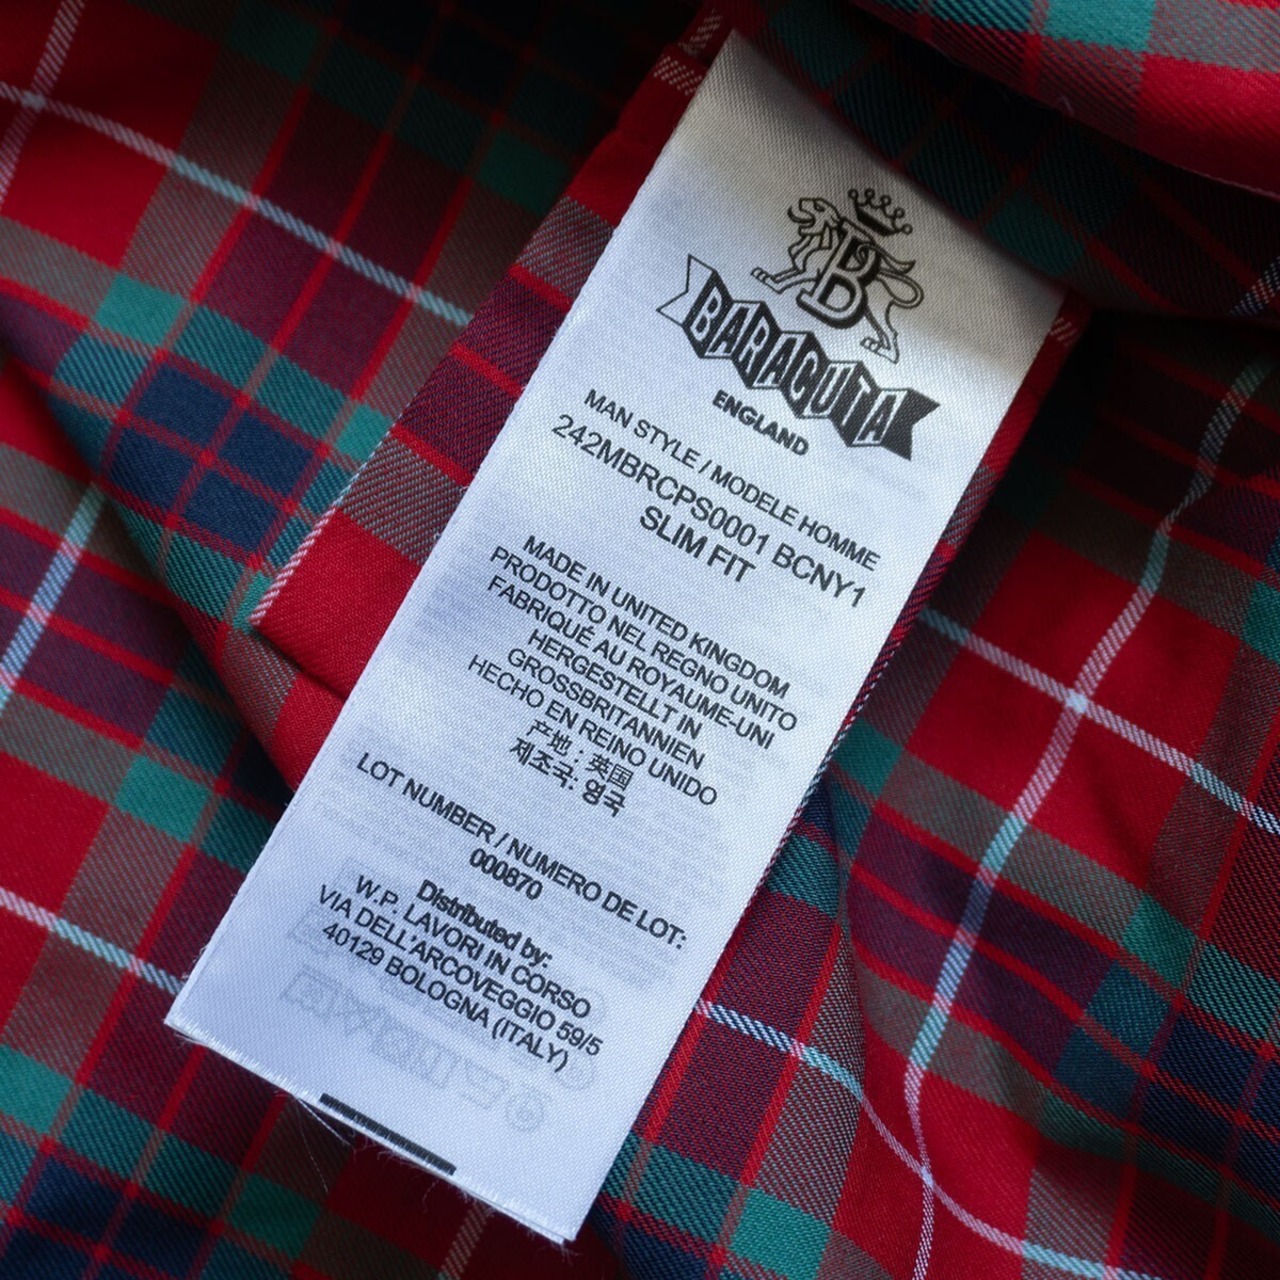 B
BARACUTA
ENGLAND
MAN STYLE / MODELE HOMME
242MBRCPS0001 BCNY1
SLIM FIT
MADE IN UNITED KINGDOM
PRODOTTO NEL REGNO UNITO
FABRIQUÉ AU ROYAUME-UNI
HERGESTELLT IN
GROSSBRITANNIEN
HECHO EN REINO UNIDO
产地 : 英国
제조국: 영국
LOT NUMBER / NUMERO DE LOT:
000870
Distributed by:
W.P. LAVORI IN CORSO
VIA DELL'ARCOVEGGIO 59/5
40129 BOLOGNA (ITALY)